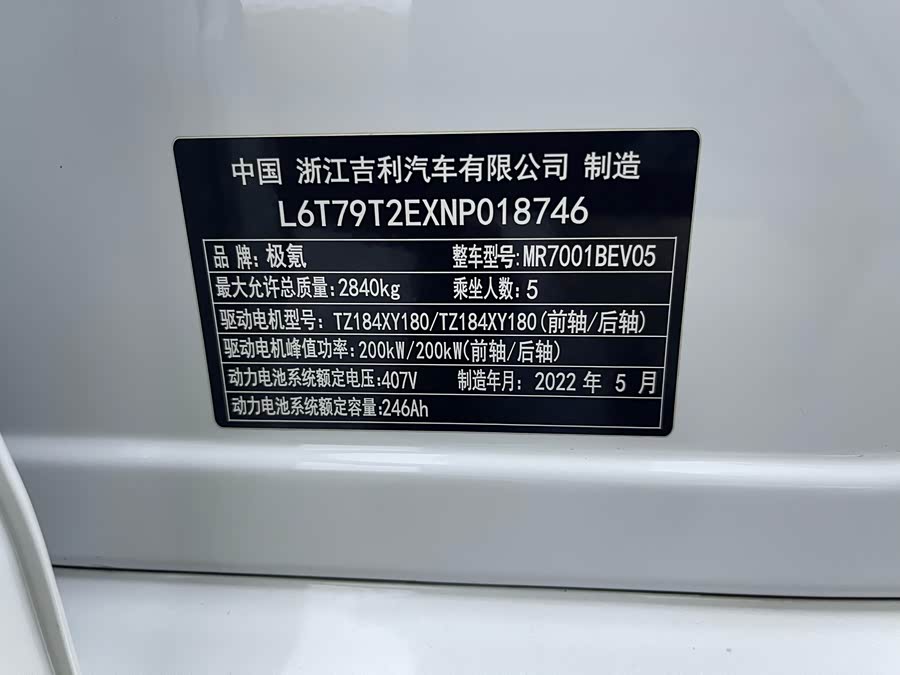 中国 浙江吉利汽车有限公司 制造
L6T79T2EXNP018746
品 牌: 极氪 整车型号: MR7001BEV05
最大允许总质量: 2840kg 乘坐人数: 5
驱动电机型号: TZ184XY180/TZ184XY180(前轴/后轴)
驱动电机峰值功率: 200kW/200kW(前轴/后轴)
动力电池系统额定电压: 407V 制造年月: 2022 年 5 月
动力电池系统额定容量: 246Ah